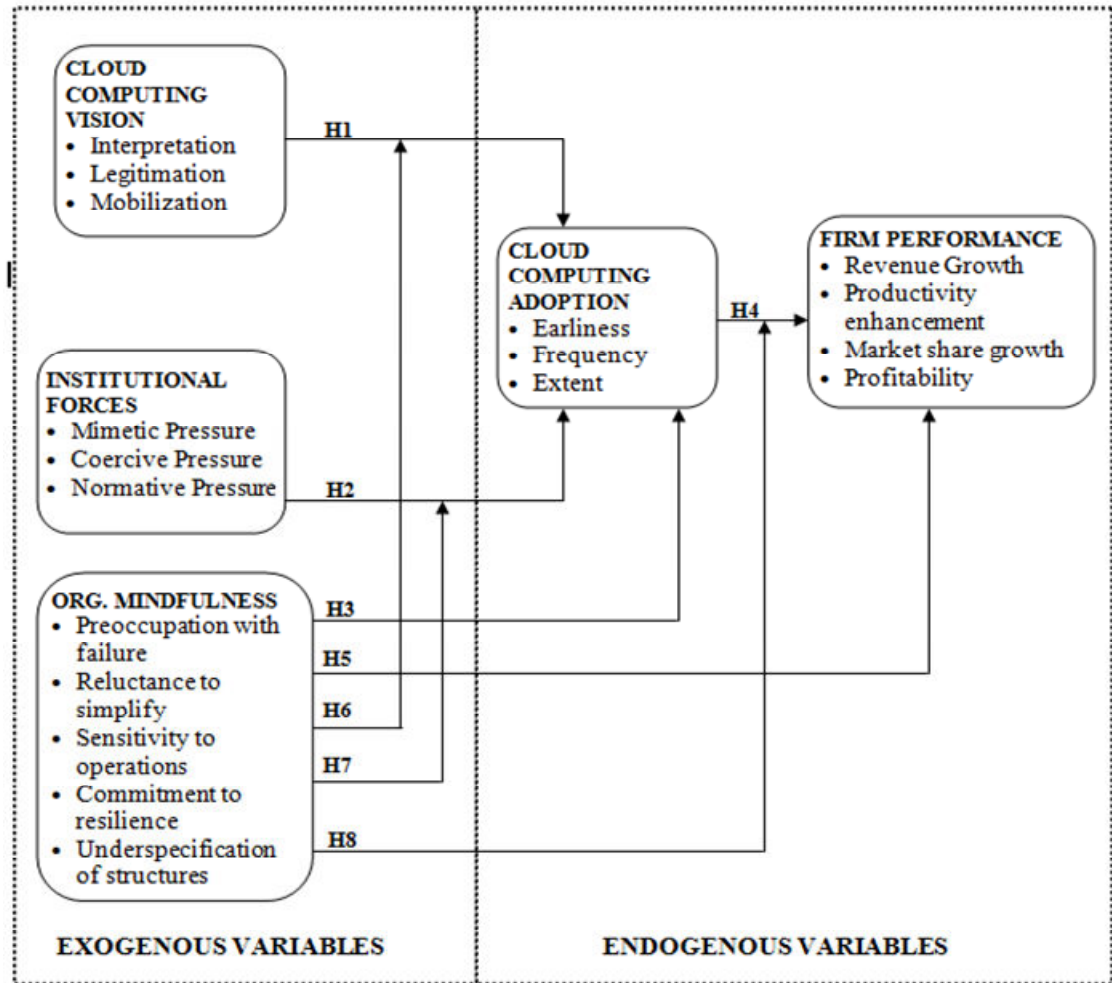 CLOUD
COMPUTING
VISION
• Interpretation
• Legitimation
• Mobilization
H1
CLOUD
COMPUTING
ADOPTION
• Earliness
• Frequency
• Extent
H4
FIRM PERFORMANCE
• Revenue Growth
• Productivity
enhancement
• Market share growth
• Profitability
INSTITUTIONAL
FORCES
• Mimetic Pressure
• Coercive Pressure
• Normative Pressure
H2
ORG. MINDFULNESS
• Preoccupation with
failure
• Reluctance to
simplify
• Sensitivity to
operations
• Commitment to
resilience
• Underspecification
of structures
H3
H5
H6
H7
H8
EXOGENOUS VARIABLES
ENDOGENOUS VARIABLES